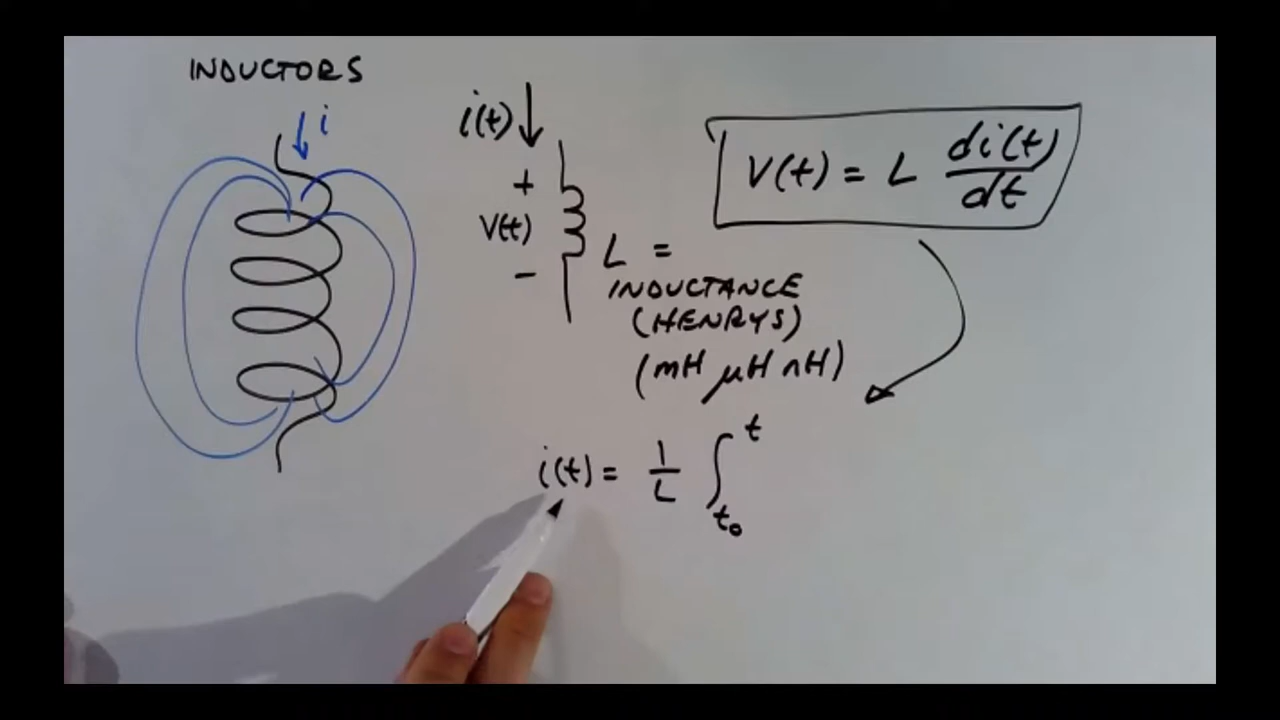 INDUCTORS
i
i(t)
+
V(t)
-
L =
INDUCTANCE
(HENRYS)
(mH μH nH)
V(t) = L di(t)/dt
i(t) = 1/L ∫ t t₀